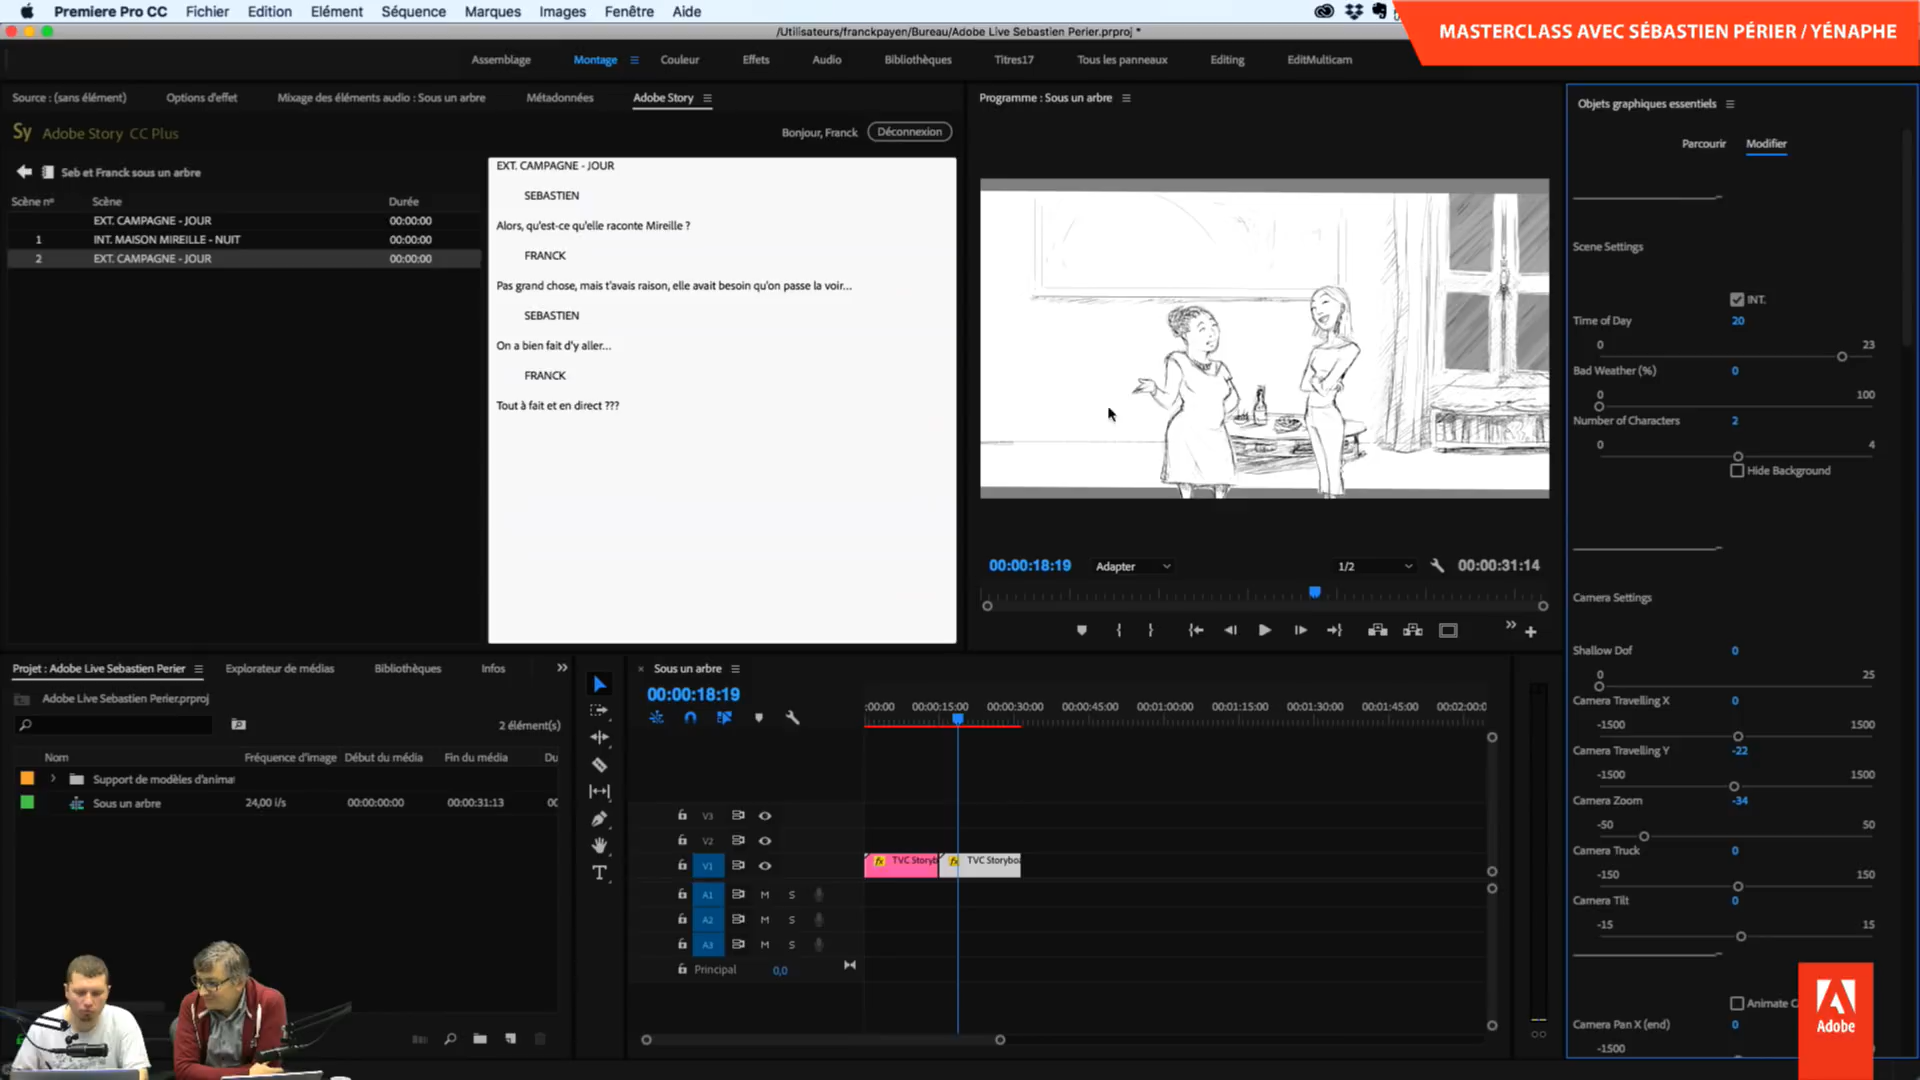 Premiere Pro CC Fichier Edition Elément Séquence Marques Images Fenêtre Aide
MASTERCLASS AVEC SÉBASTIEN PÉRIER / YÉNAPHE
/Utilisateurs/franckpayen/Bureau/Adobe Live Sebastien Perier.prproj *
Assemblage Montage Couleur Effets Audio Bibliothèques Titres17 Tous les panneaux Editing EditMulticam
Source : (sans élément) Options d'effet Mixage des éléments audio : Sous un arbre Métadonnées Adobe Story
Sy Adobe Story CC Plus
Bonjour, Franck Déconnexion
Seb et Franck sous un arbre
Scène nº Scène Durée
EXT. CAMPAGNE - JOUR 00:00:00
1 INT. MAISON MIREILLE - NUIT 00:00:00
2 EXT. CAMPAGNE - JOUR 00:00:00
EXT. CAMPAGNE - JOUR
SEBASTIEN
Alors, qu'est-ce qu'elle raconte Mireille ?
FRANCK
Pas grand chose, mais t'avais raison, elle avait besoin qu'on passe la voir...
SEBASTIEN
On a bien fait d'y aller...
FRANCK
Tout à fait et en direct ???
Programme : Sous un arbre
00:00:18:19 Adapter 1/2 00:00:31:14
Objets graphiques essentiels
Parcourir Modifier
Scene Settings
INT.
Time of Day 20
0 23
Bad Weather (%) 0
0 100
Number of Characters 2
0 4
Hide Background
Camera Settings
Shallow Dof 0
0 25
Camera Travelling X 0
-1500 1500
Camera Travelling Y -22
-1500 1500
Camera Zoom -34
-50 50
Camera Truck 0
-150 150
Camera Tilt 0
-15 15
Animate C
Camera Pan X (end) 0
-1500
Adobe
Projet : Adobe Live Sebastien Perier Explorateur de médias Bibliothèques Infos
Adobe Live Sebastien Perier.prproj
2 élément(s)
Nom Fréquence d'image Début du média Fin du média Du
Support de modèles d'animat
Sous un arbre 24,00 i/s 00:00:00:00 00:00:31:13 00
Sous un arbre
00:00:18:19
:00:00 00:00:15:00 00:00:30:00 00:00:45:00 00:01:00:00 00:01:15:00 00:01:30:00 00:01:45:00 00:02:00:0
V3
V2
V1
fx TVC Storyb fx TVC Storyboa
A1 M S
A2 M S
A3 M S
Principal 0,0